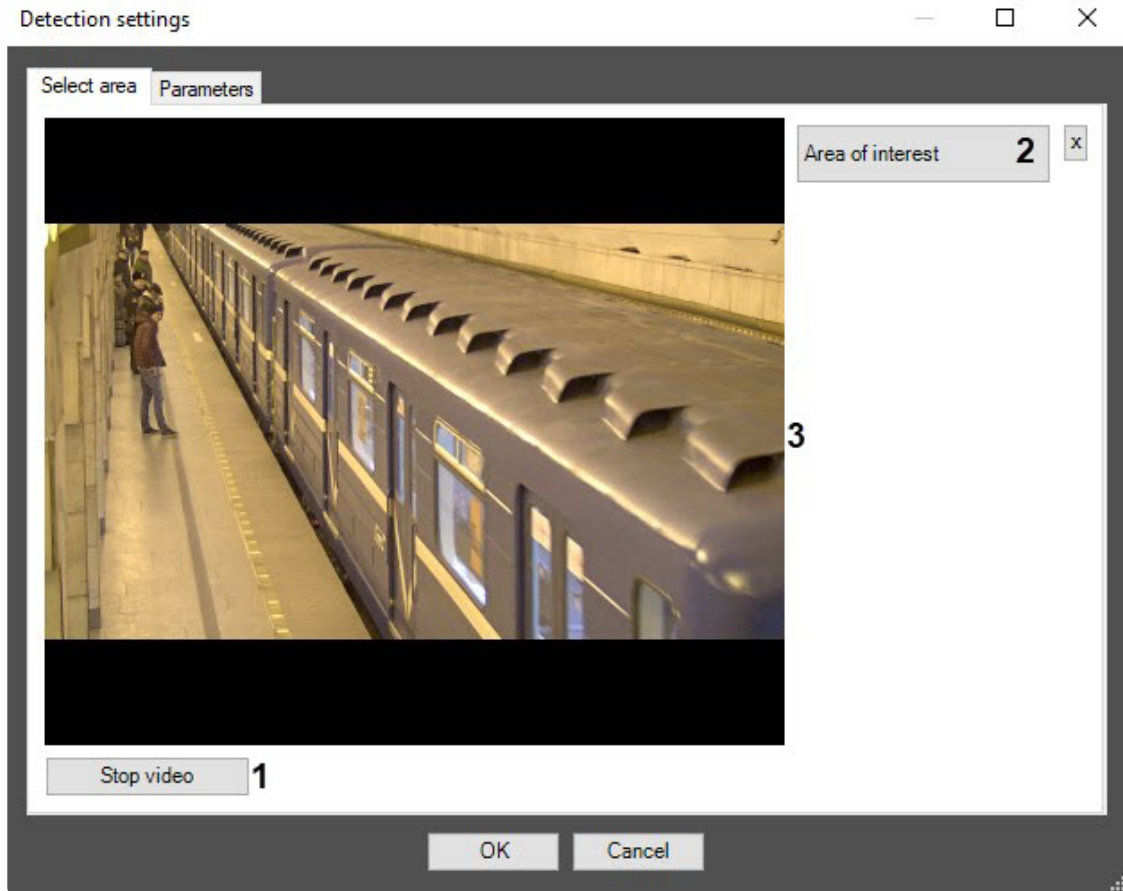 Detection settings
Select area
Parameters
Area of interest 2
x
3
Stop video 1
OK
Cancel